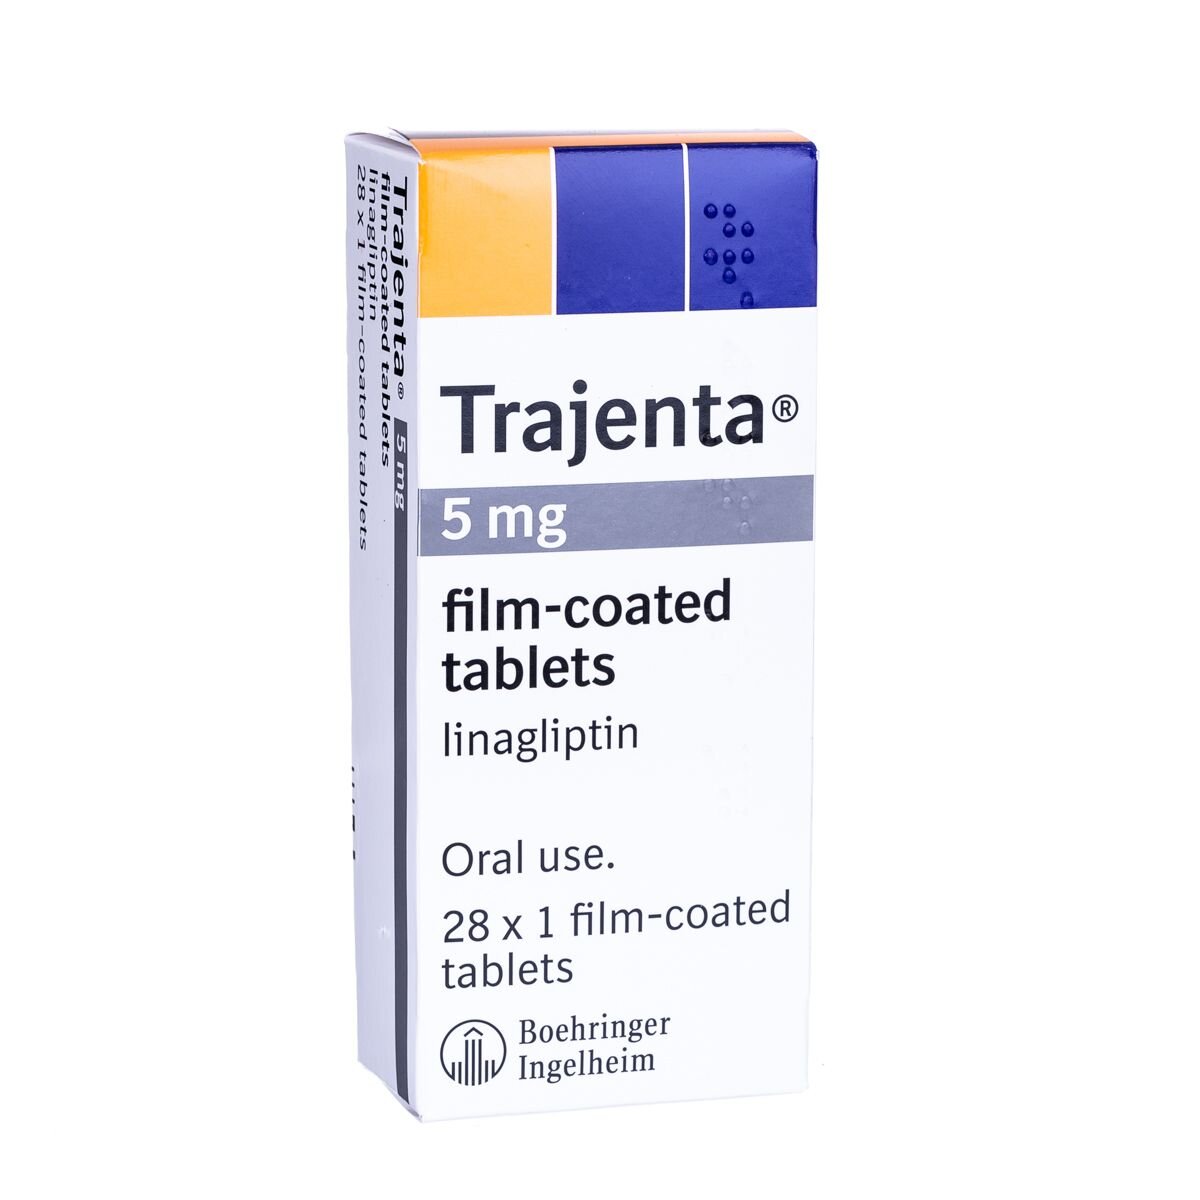 Trajenta®
5 mg
film-coated
tablets
linagliptin
Oral use.
28 x 1 film-coated
tablets
Boehringer
Ingelheim
Trajenta® 5 mg
film-coated tablets
linagliptin
28 x 1 film-coated tablets